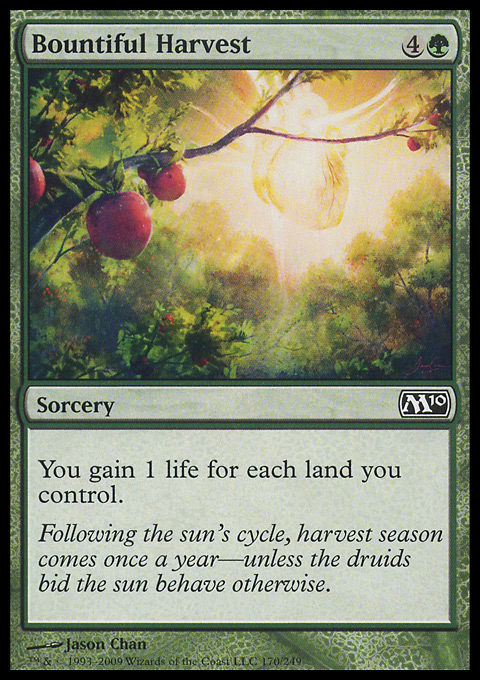 Bountiful Harvest 4
Sorcery M10
You gain 1 life for each land you
control.
Following the sun's cycle, harvest season
comes once a year—unless the druids
bid the sun behave otherwise.
Jason Chan
™ & © 1993–2009 Wizards of the Coast LLC 170/249